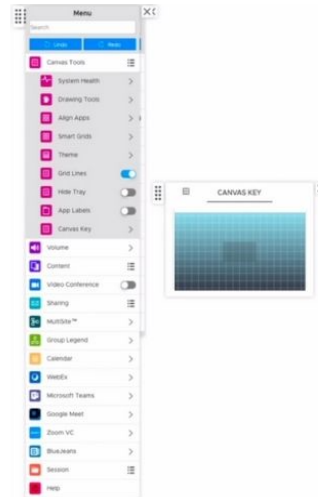 Menu
Search
Undo
Redo
Canvas Tools
System Health
Drawing Tools
Align Apps
Smart Grids
Theme
Grid Lines
Hide Tray
App Labels
Canvas Key
Volume
Content
Video Conference
Sharing
MultiSite™
Group Legend
Calendar
WebEx
Microsoft Teams
Google Meet
Zoom VC
BlueJeans
Session
Help
CANVAS KEY